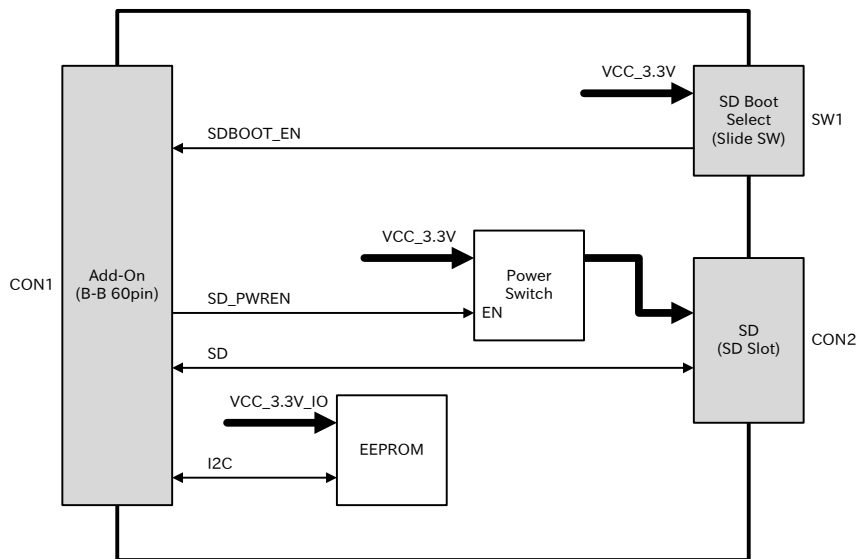 VCC_3.3V
SD Boot
Select
(Slide SW)
SW1
SDBOOT_EN
VCC_3.3V
Power
Switch
EN
CON1
Add-On
(B-B 60pin)
SD_PWREN
SD
(SD Slot)
CON2
SD
VCC_3.3V_IO
EEPROM
I2C